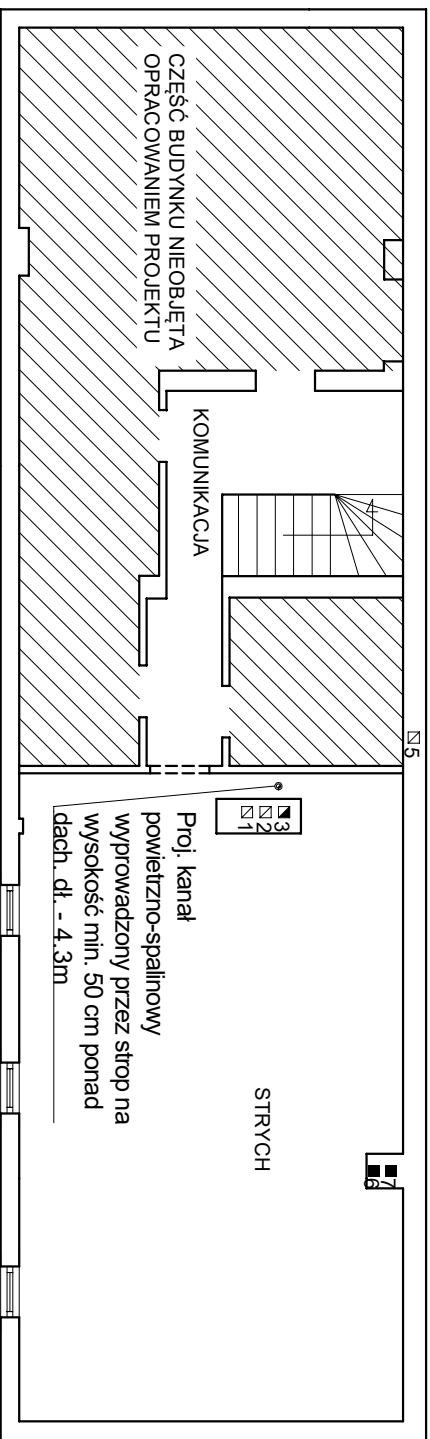 CZĘŚĆ BUDYNKU NIEOBJĘTA
OPRACOWANIEM PROJEKTU
KOMUNIKACJA
5
3
2
1
Proj. kanał
powietrzno-spalinowy
wyprowadzony przez strop na
wysokość min. 50 cm ponad
dach. dł. - 4.3m
STRYCH
7
6